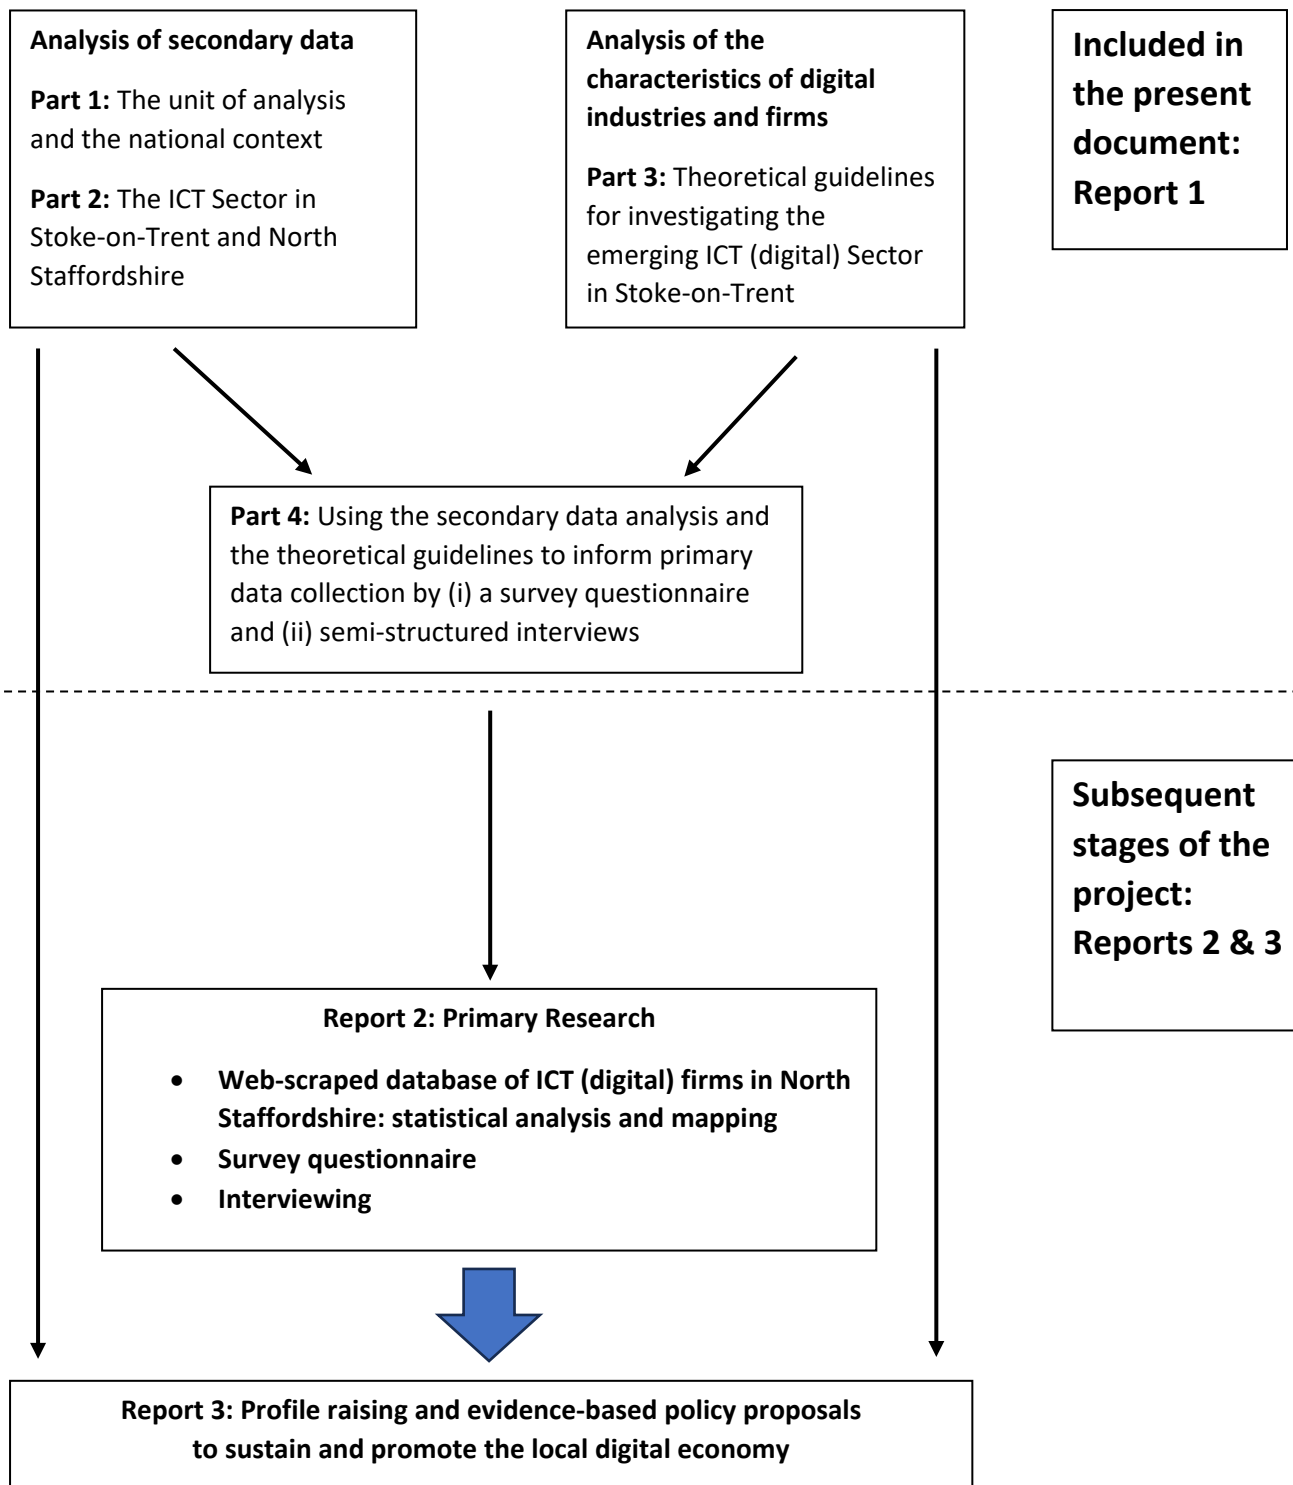 Analysis of secondary data
Part 1: The unit of analysis
and the national context
Part 2: The ICT Sector in
Stoke-on-Trent and North
Staffordshire
Analysis of the
characteristics of digital
industries and firms
Part 3: Theoretical guidelines
for investigating the
emerging ICT (digital) Sector
in Stoke-on-Trent
Included in
the present
document:
Report 1
Part 4: Using the secondary data analysis and
the theoretical guidelines to inform primary
data collection by (i) a survey questionnaire
and (ii) semi-structured interviews
Subsequent
stages of the
project:
Reports 2 & 3
Report 2: Primary Research
• Web-scraped database of ICT (digital) firms in North
Staffordshire: statistical analysis and mapping
• Survey questionnaire
• Interviewing
Report 3: Profile raising and evidence-based policy proposals
to sustain and promote the local digital economy